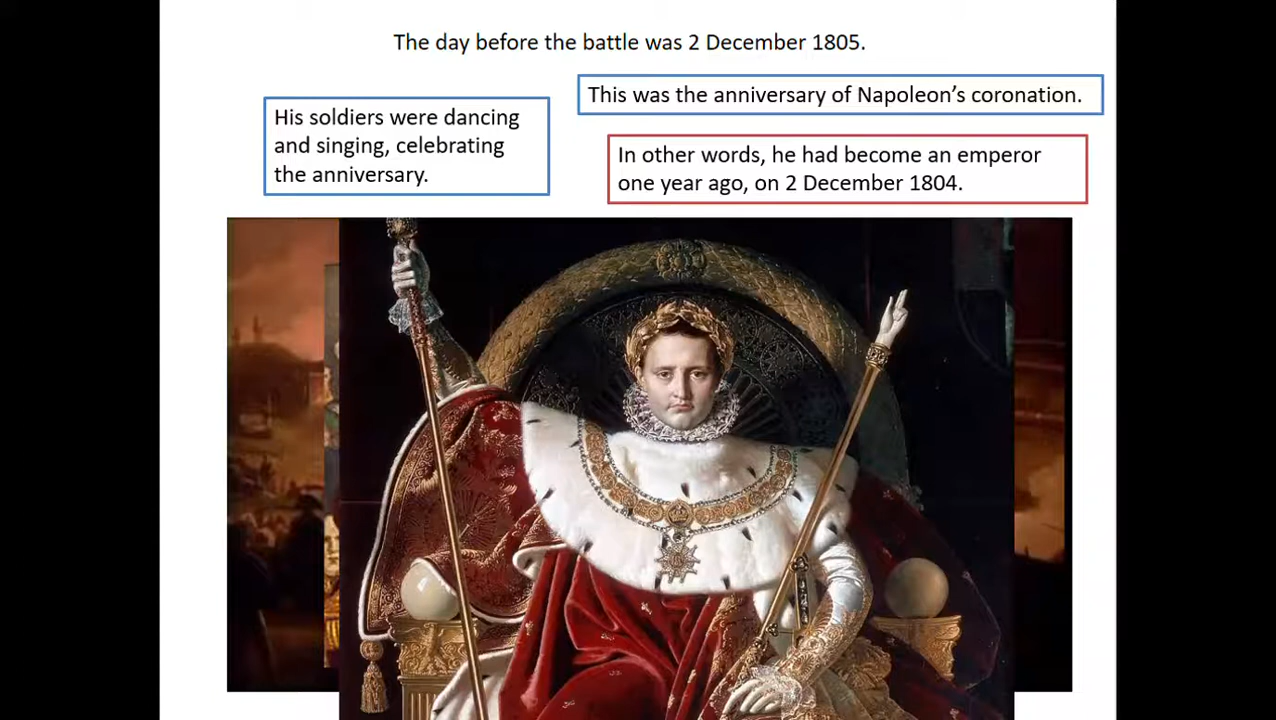 The day before the battle was 2 December 1805.
This was the anniversary of Napoleon’s coronation.
His soldiers were dancing
and singing, celebrating
the anniversary.
In other words, he had become an emperor
one year ago, on 2 December 1804.